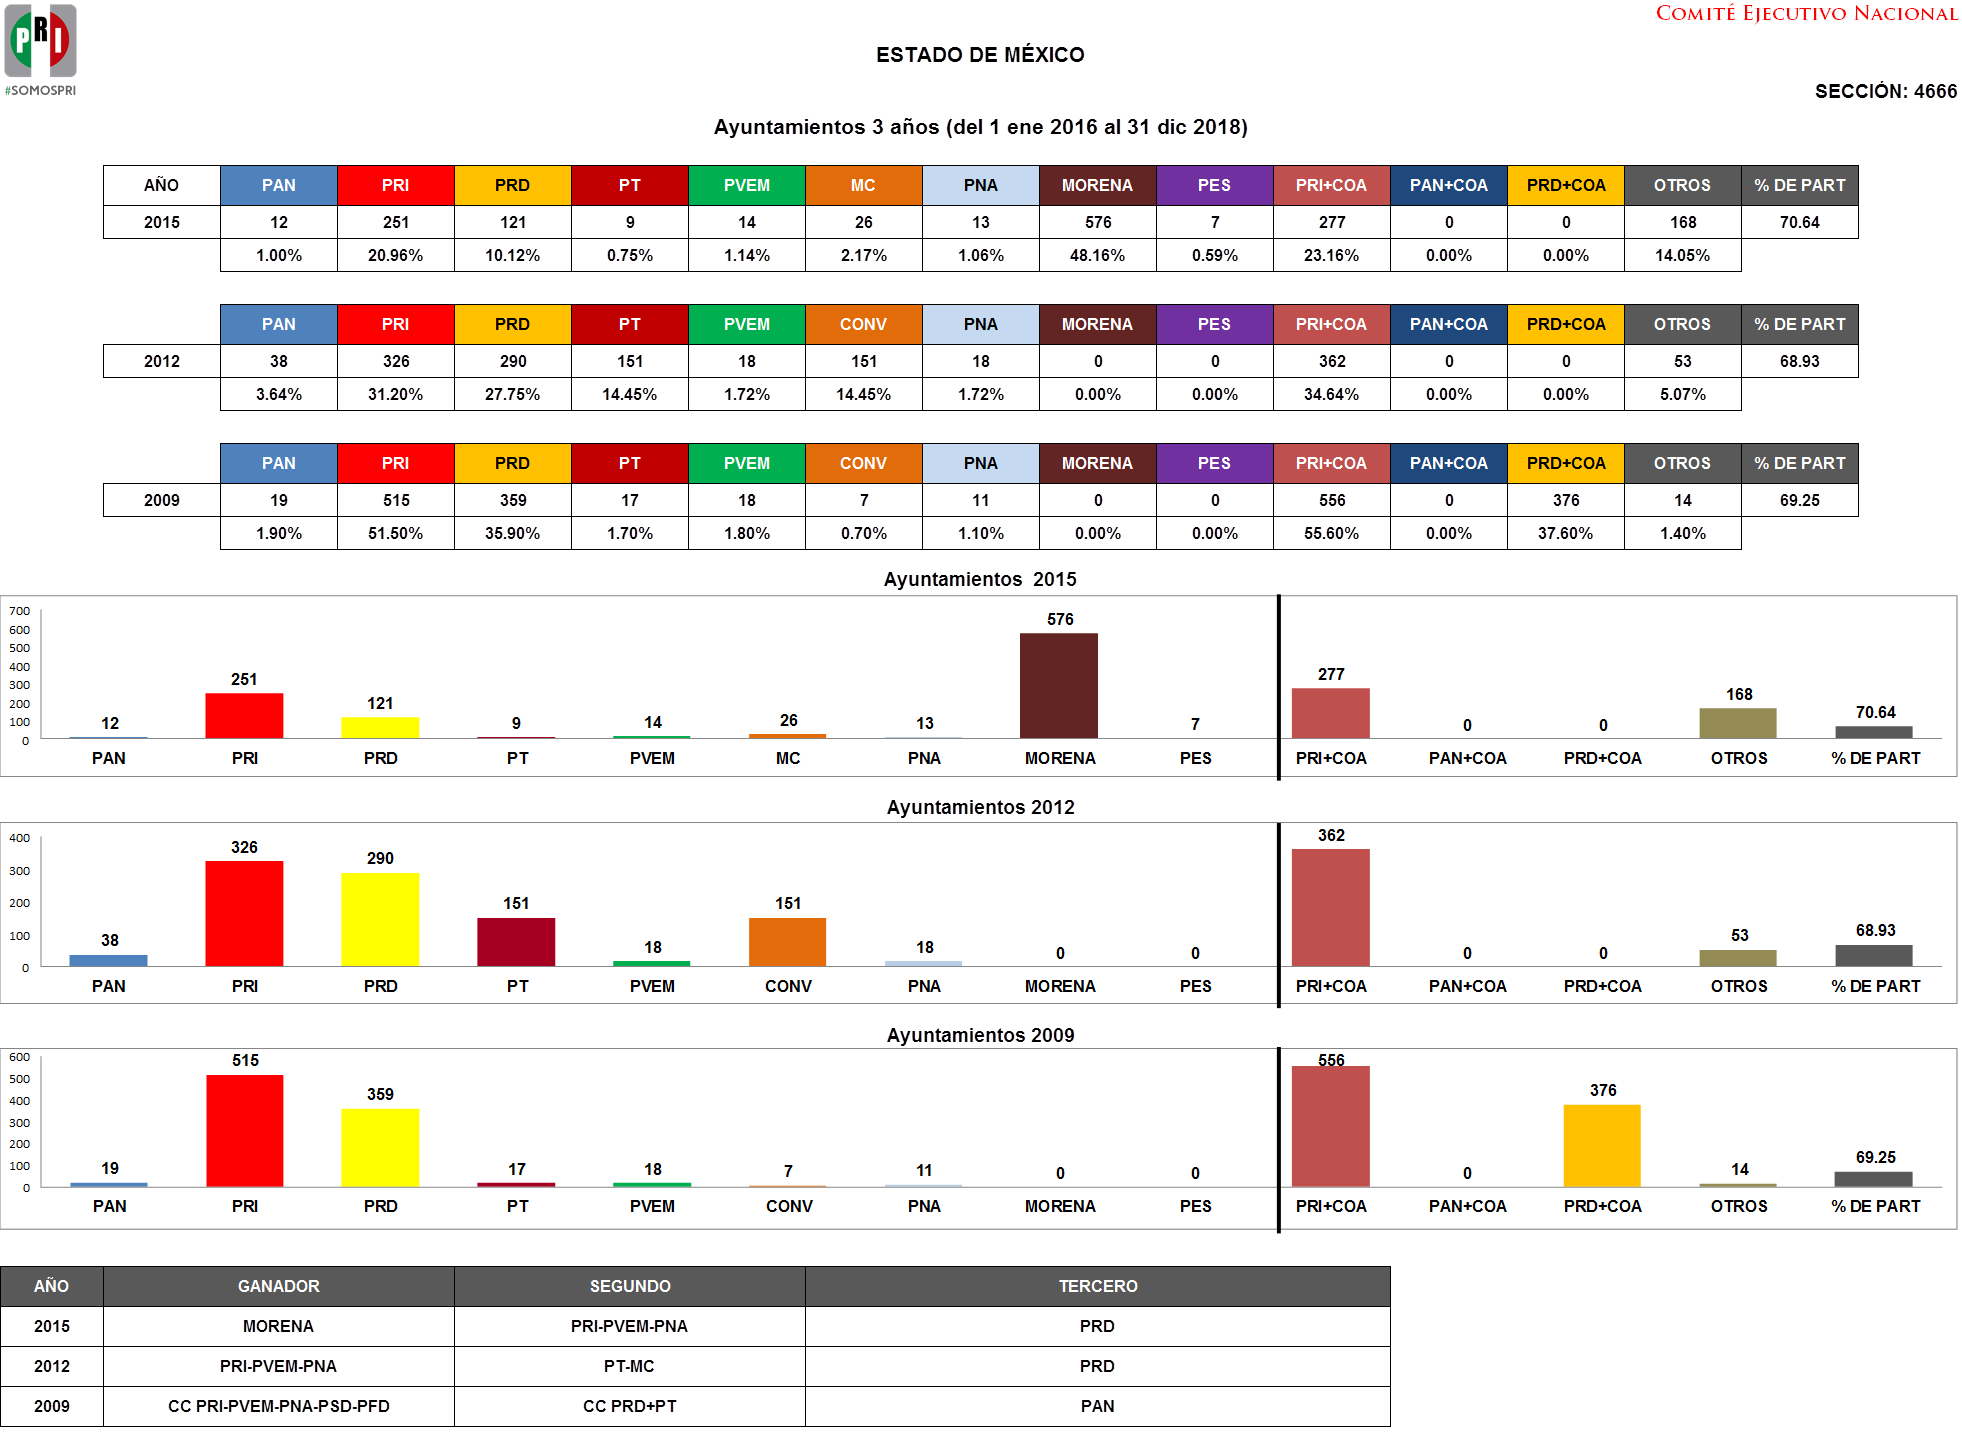 PRI
#SOMOSPRI
COMITÉ EJECUTIVO NACIONAL
ESTADO DE MÉXICO
SECCIÓN: 4666
Ayuntamientos 3 años (del 1 ene 2016 al 31 dic 2018)
AÑO PAN PRI PRD PT PVEM MC PNA MORENA PES PRI+COA PAN+COA PRD+COA OTROS % DE PART
2015 12 251 121 9 14 26 13 576 7 277 0 0 168 70.64
1.00% 20.96% 10.12% 0.75% 1.14% 2.17% 1.06% 48.16% 0.59% 23.16% 0.00% 0.00% 14.05%
PAN PRI PRD PT PVEM CONV PNA MORENA PES PRI+COA PAN+COA PRD+COA OTROS % DE PART
2012 38 326 290 151 18 151 18 0 0 362 0 0 53 68.93
3.64% 31.20% 27.75% 14.45% 1.72% 14.45% 1.72% 0.00% 0.00% 34.64% 0.00% 0.00% 5.07%
PAN PRI PRD PT PVEM CONV PNA MORENA PES PRI+COA PAN+COA PRD+COA OTROS % DE PART
2009 19 515 359 17 18 7 11 0 0 556 0 376 14 69.25
1.90% 51.50% 35.90% 1.70% 1.80% 0.70% 1.10% 0.00% 0.00% 55.60% 0.00% 37.60% 1.40%
Ayuntamientos 2015
700
600
500
400
300
200
100
0
12 251 121 9 14 26 13 576 7 277 0 0 168 70.64
PAN PRI PRD PT PVEM MC PNA MORENA PES PRI+COA PAN+COA PRD+COA OTROS % DE PART
Ayuntamientos 2012
400
300
200
100
0
38 326 290 151 18 151 18 0 0 362 0 0 53 68.93
PAN PRI PRD PT PVEM CONV PNA MORENA PES PRI+COA PAN+COA PRD+COA OTROS % DE PART
Ayuntamientos 2009
600
500
400
300
200
100
0
19 515 359 17 18 7 11 0 0 556 0 376 14 69.25
PAN PRI PRD PT PVEM CONV PNA MORENA PES PRI+COA PAN+COA PRD+COA OTROS % DE PART
AÑO GANADOR SEGUNDO TERCERO
2015 MORENA PRI-PVEM-PNA PRD
2012 PRI-PVEM-PNA PT-MC PRD
2009 CC PRI-PVEM-PNA-PSD-PFD CC PRD+PT PAN